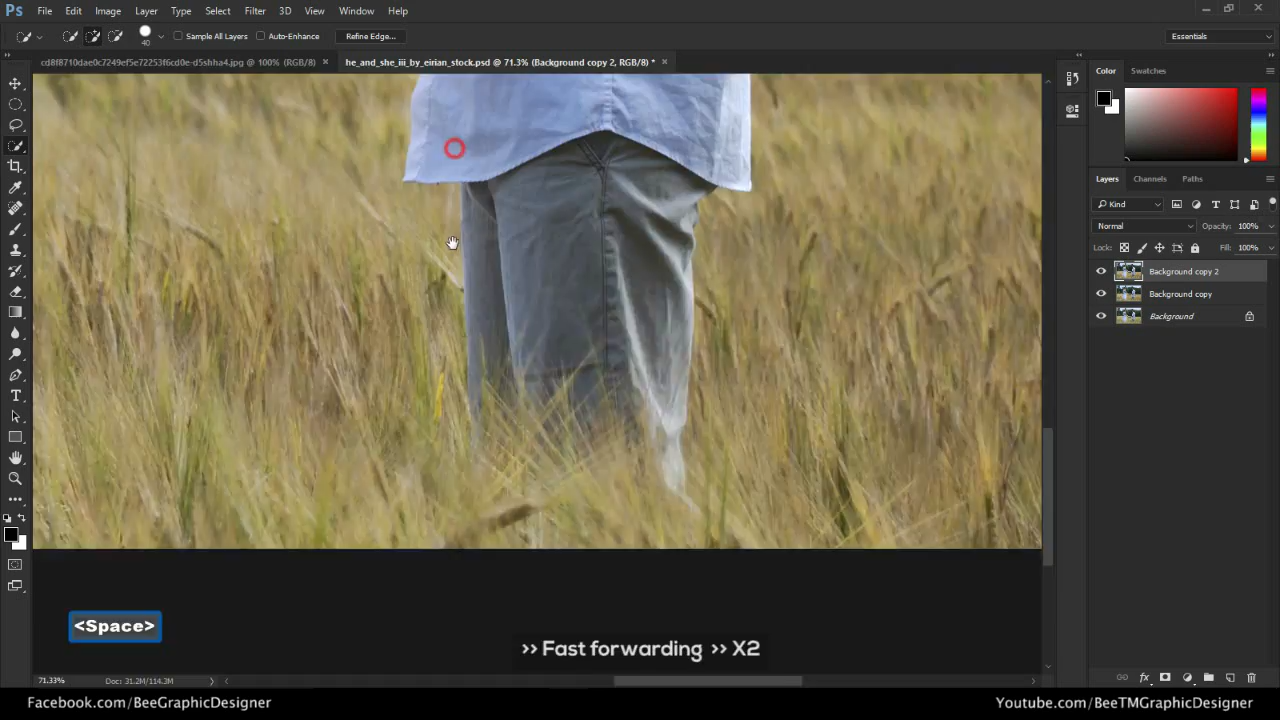 Ps File Edit Image Layer Type Select Filter 3D View Window Help
40 Sample All Layers Auto-Enhance Refine Edge... Essentials
cd8f8710dae0c7249ef5e72253f6cd0e-d5shha4.jpg @ 100% (RGB/8) × he_and_she_iii_by_eirian_stock.psd @ 71.3% (Background copy 2, RGB/8) * ×
Color Swatches
Layers Channels Paths
Kind
Normal Opacity: 100%
Lock: Fill: 100%
Background copy 2
Background copy
Background
<Space>
>> Fast forwarding >> X2
71.33% Doc: 31.2M/114.3M
Facebook.com/BeeGraphicDesigner Youtube.com/BeeTMGraphicDesigner